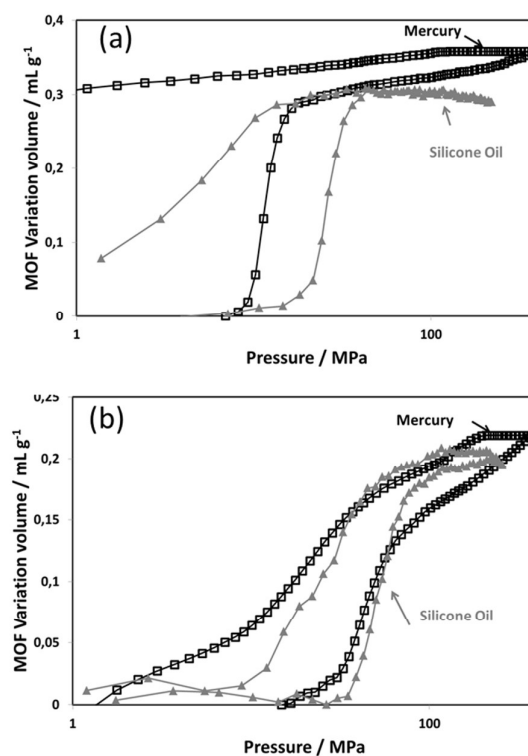 0,4
(a)
Mercury
0,3
MOF Variation volume / mL g⁻¹
Silicone Oil
0,2
0,1
0
1
100
Pressure / MPa
0,25
(b)
Mercury
0,2
MOF Variation volume / mL g⁻¹
0,15
0,1
Silicone Oil
0,05
0
1
100
Pressure / MPa